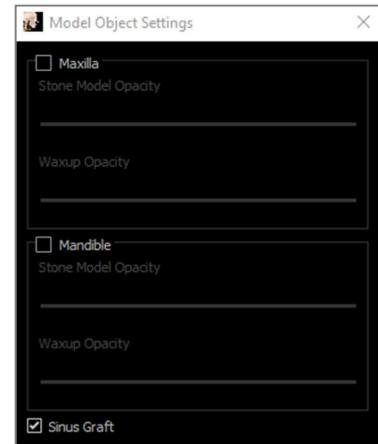 Model Object Settings
Maxilla
Stone Model Opacity
Waxup Opacity
Mandible
Stone Model Opacity
Waxup Opacity
Sinus Graft